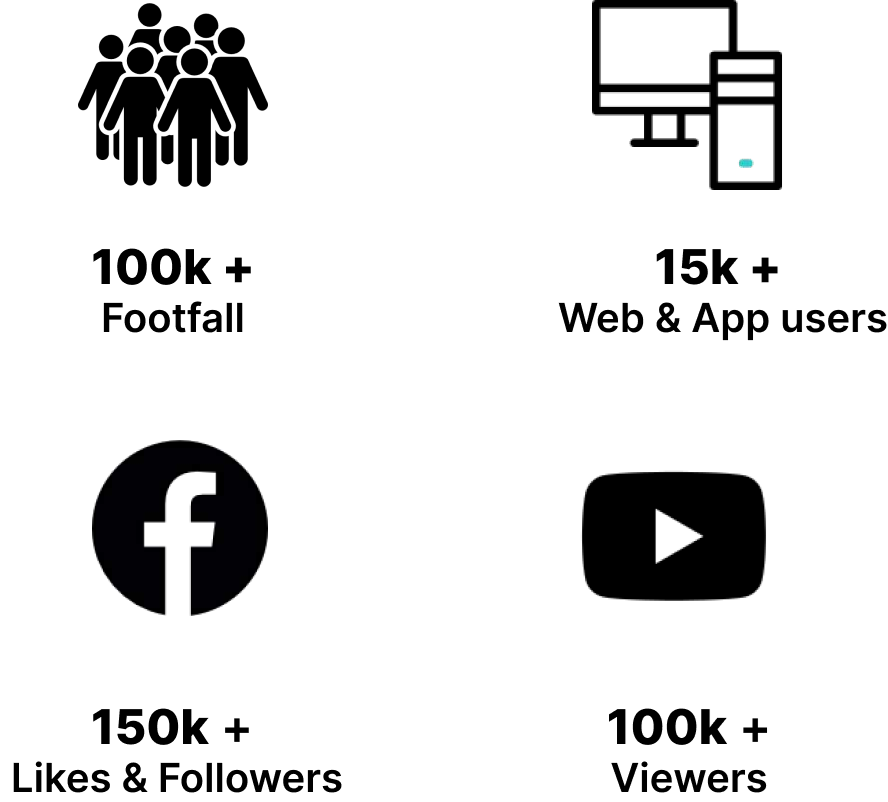 100k +
Footfall
15k +
Web & App users
150k +
Likes & Followers
100k +
Viewers